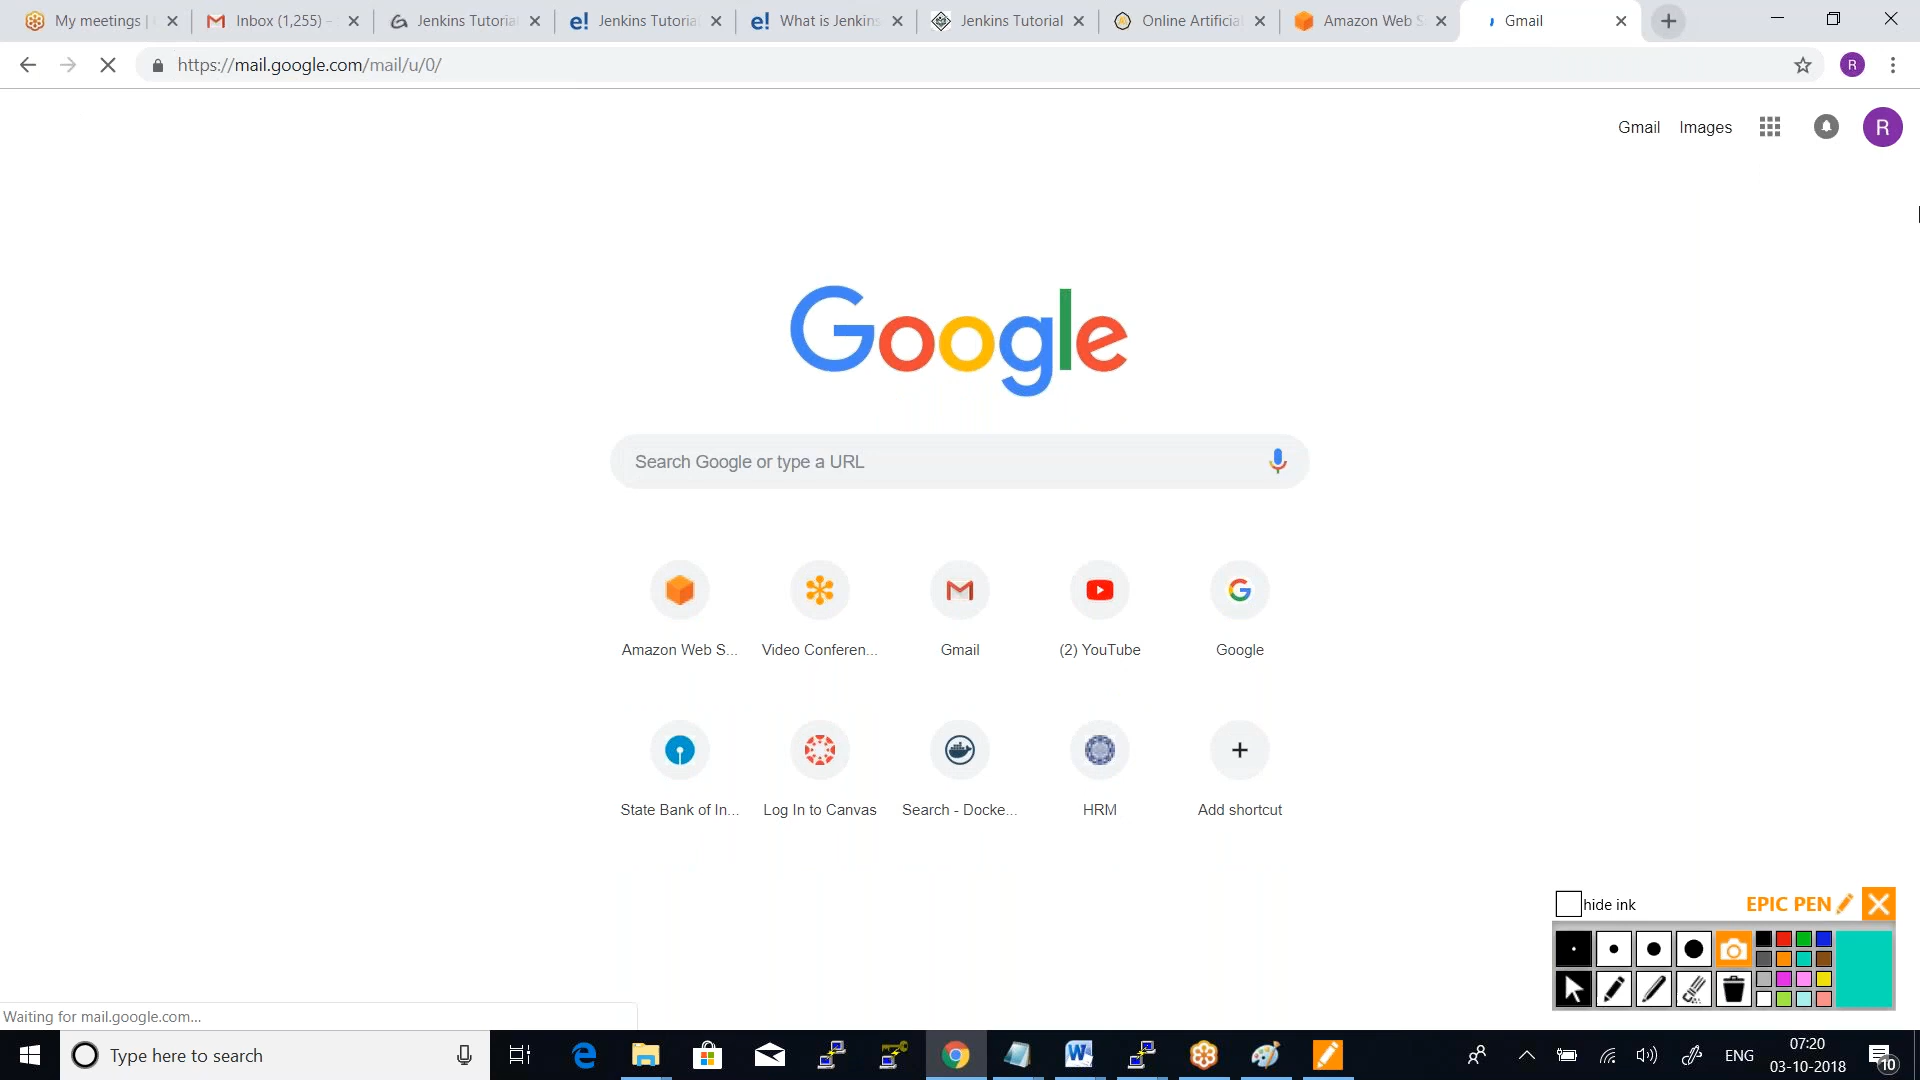 My meetings |
Inbox (1,255) -
Jenkins Tutoria
Jenkins Tutoria
What is Jenkins
Jenkins Tutorial
Online Artificia
Amazon Web S
Gmail
https://mail.google.com/mail/u/0/
R
Gmail
Images
R
Google
Search Google or type a URL
Amazon Web S...
Video Conferen...
Gmail
(2) YouTube
Google
State Bank of In...
Log In to Canvas
Search - Docke...
HRM
Add shortcut
hide ink
EPIC PEN
Waiting for mail.google.com...
Type here to search
ENG
07:20
03-10-2018
10